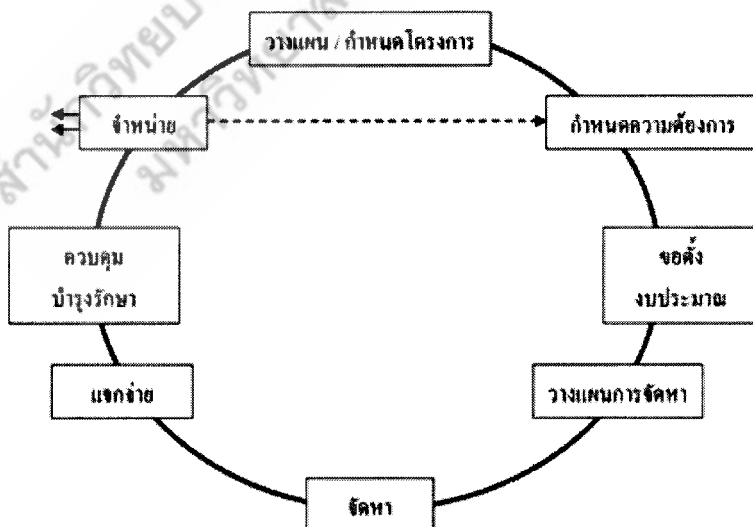 วางแผน / กำหนดโครงการ
จำหน่าย
กำหนดความต้องการ
ควบคุม
บำรุงรักษา
ขอตั้ง
งบประมาณ
แจกจ่าย
วางแผนการจัดหา
จัดหา